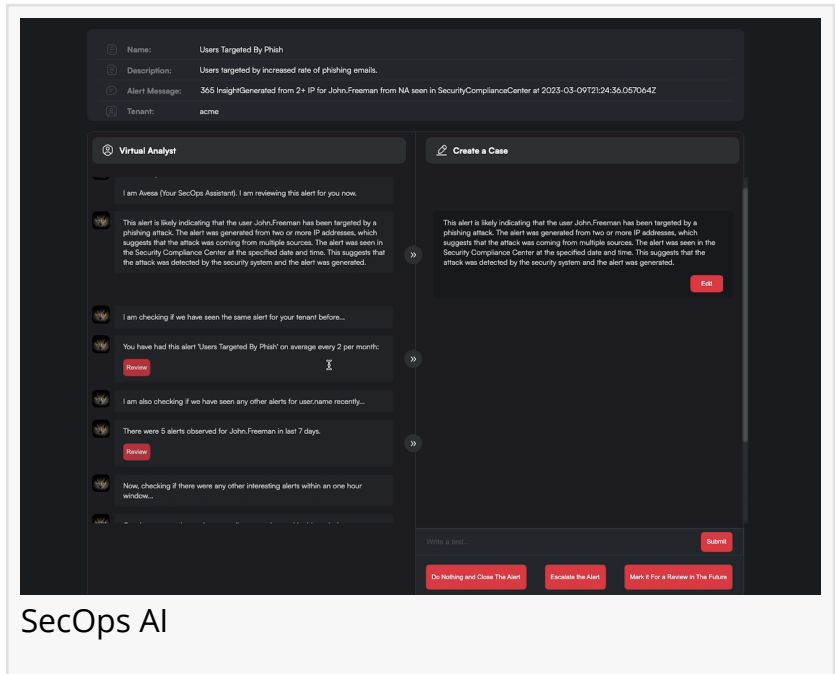 Name: Users Targeted By Phish
Description: Users targeted by increased rate of phishing emails.
Alert Message: 365 InsightGenerated from 2+ IP for John.Freeman from NA seen in SecurityComplianceCenter at 2023-03-09T21:24:36.057064Z
Tenant: acme
Virtual Analyst
I am Avesa (Your SecOps Assistant). I am reviewing this alert for you now.
This alert is likely indicating that the user John.Freeman has been targeted by a
phishing attack. The alert was generated from two or more IP addresses, which
suggests that the attack was coming from multiple sources. The alert was seen in
the Security Compliance Center at the specified date and time. This suggests that
the attack was detected by the security system and the alert was generated.
I am checking if we have seen the same alert for your tenant before...
You have had this alert 'Users Targeted By Phish' on average every 2 per month:
Review
I am also checking if we have seen any other alerts for user.name recently...
There were 5 alerts observed for John.Freeman in last 7 days.
Review
Now, checking if there were any other interesting alerts within an one hour
window...
Create a Case
This alert is likely indicating that the user John.Freeman has been targeted by a
phishing attack. The alert was generated from two or more IP addresses, which
suggests that the attack was coming from multiple sources. The alert was seen in the
Security Compliance Center at the specified date and time. This suggests that the
attack was detected by the security system and the alert was generated.
Edit
Write a text...
Submit
Do Nothing and Close The Alert
Escalate the Alert
Mark it For a Review in The Future
SecOps AI